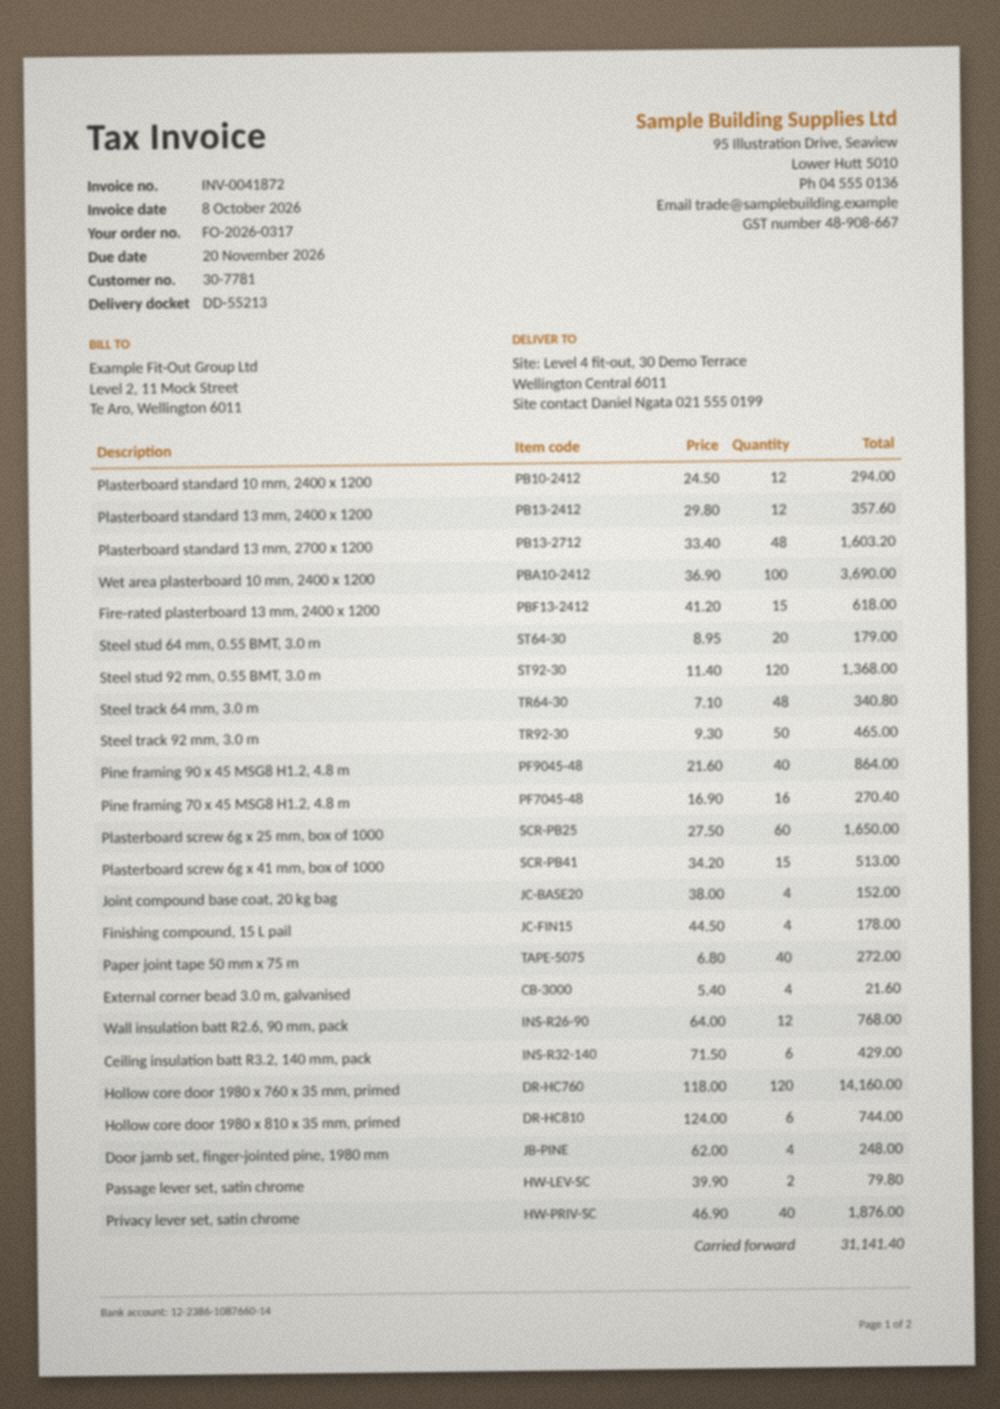 Tax Invoice
Invoice no. INV-0041872
Invoice date 8 October 2026
Your order no. FO-2026-0317
Due date 20 November 2026
Customer no. 30-7781
Delivery docket DD-55213
Sample Building Supplies Ltd
95 Illustration Drive, Seaview
Lower Hutt 5010
Ph 04 555 0136
Email trade@samplebuilding.example
GST number 48-908-667
BILL TO
Example Fit-Out Group Ltd
Level 2, 11 Mock Street
Te Aro, Wellington 6011
DELIVER TO
Site: Level 4 fit-out, 30 Demo Terrace
Wellington Central 6011
Site contact Daniel Ngata 021 555 0199
Description Item code Price Quantity Total
Plasterboard standard 10 mm, 2400 x 1200 PB10-2412 24.50 12 294.00
Plasterboard standard 13 mm, 2400 x 1200 PB13-2412 29.80 12 357.60
Plasterboard standard 13 mm, 2700 x 1200 PB13-2712 33.40 48 1,603.20
Wet area plasterboard 10 mm, 2400 x 1200 PBA10-2412 36.90 100 3,690.00
Fire-rated plasterboard 13 mm, 2400 x 1200 PBF13-2412 41.20 15 618.00
Steel stud 64 mm, 0.55 BMT, 3.0 m ST64-30 8.95 20 179.00
Steel stud 92 mm, 0.55 BMT, 3.0 m ST92-30 11.40 120 1,368.00
Steel track 64 mm, 3.0 m TR64-30 7.10 48 340.80
Steel track 92 mm, 3.0 m TR92-30 9.30 50 465.00
Pine framing 90 x 45 MSG8 H1.2, 4.8 m PF9045-48 21.60 40 864.00
Pine framing 70 x 45 MSG8 H1.2, 4.8 m PF7045-48 16.90 16 270.40
Plasterboard screw 6g x 25 mm, box of 1000 SCR-PB25 27.50 60 1,650.00
Plasterboard screw 6g x 41 mm, box of 1000 SCR-PB41 34.20 15 513.00
Joint compound base coat, 20 kg bag JC-BASE20 38.00 4 152.00
Finishing compound, 15 L pail JC-FIN15 44.50 4 178.00
Paper joint tape 50 mm x 75 m TAPE-5075 6.80 40 272.00
External corner bead 3.0 m, galvanised CB-3000 5.40 4 21.60
Wall insulation batt R2.6, 90 mm, pack INS-R26-90 64.00 12 768.00
Ceiling insulation batt R3.2, 140 mm, pack INS-R32-140 71.50 6 429.00
Hollow core door 1980 x 760 x 35 mm, primed DR-HC760 118.00 120 14,160.00
Hollow core door 1980 x 810 x 35 mm, primed DR-HC810 124.00 6 744.00
Door jamb set, finger-jointed pine, 1980 mm JB-PINE 62.00 4 248.00
Passage lever set, satin chrome HW-LEV-SC 39.90 2 79.80
Privacy lever set, satin chrome HW-PRIV-SC 46.90 40 1,876.00
Carried forward 31,141.40
Bank account: 12-2386-1087660-14
Page 1 of 2